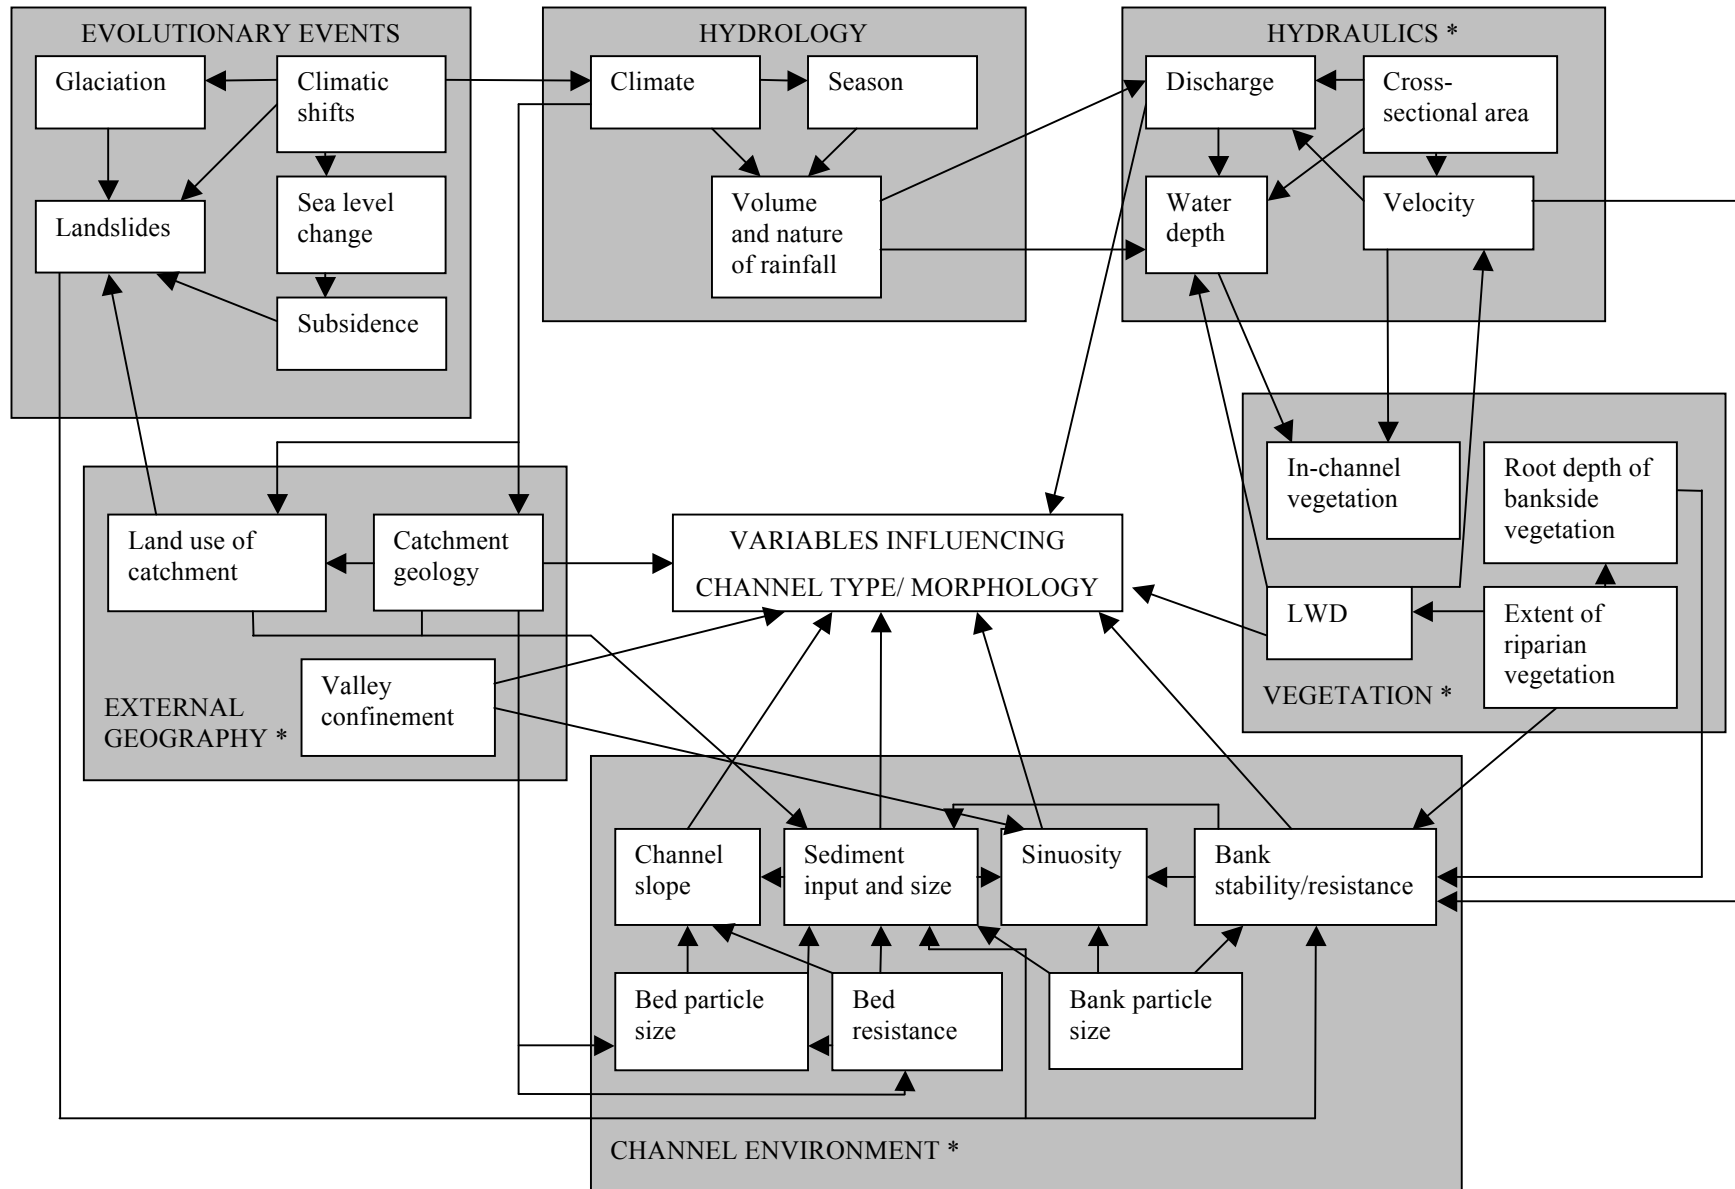 EVOLUTIONARY EVENTS
Glaciation
Climatic
shifts
Landslides
Sea level
change
Subsidence
HYDROLOGY
Climate
Season
Volume
and nature
of rainfall
HYDRAULICS *
Discharge
Cross-
sectional area
Water
depth
Velocity
In-channel
vegetation
Root depth of
bankside
vegetation
LWD
Extent of
riparian
vegetation
VEGETATION *
Land use of
catchment
Catchment
geology
Valley
confinement
EXTERNAL
GEOGRAPHY *
VARIABLES INFLUENCING
CHANNEL TYPE/ MORPHOLOGY
Channel
slope
Sediment
input and size
Sinuosity
Bank
stability/resistance
Bed particle
size
Bed
resistance
Bank particle
size
CHANNEL ENVIRONMENT *